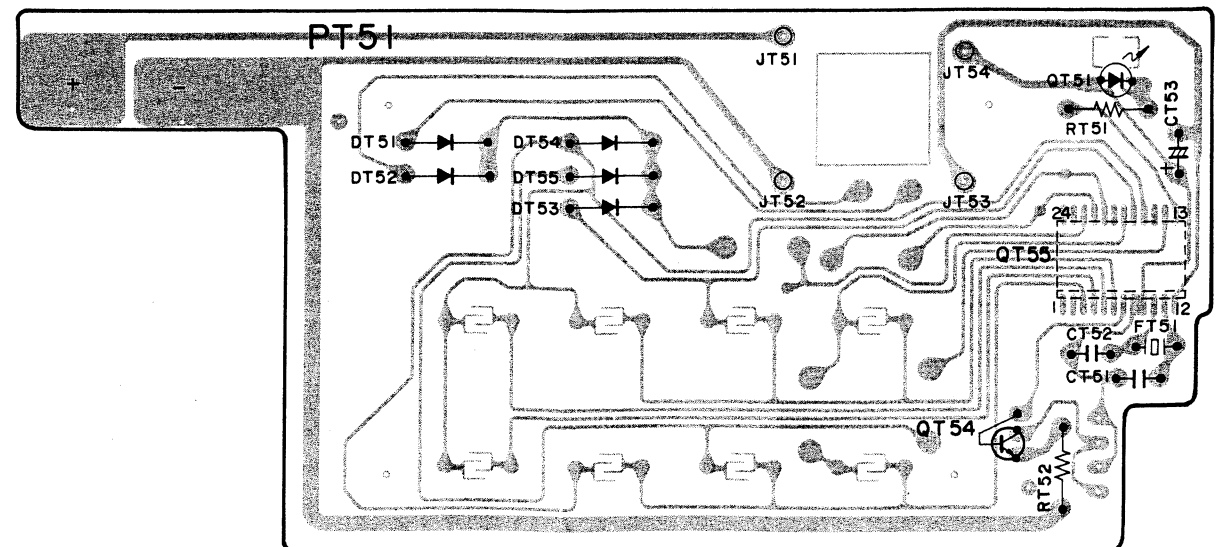 PT51
+
-
JT51
JT54
QT51
CT53
RT51
DT51
DT54
DT52
DT55
DT53
JT52
JT53
+
24
13
QT55
1
12
FT51
CT52
CT51
QT54
RT52